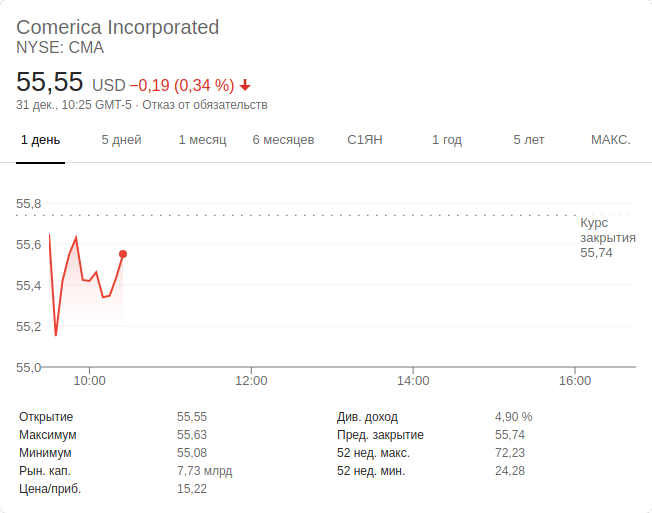 Comerica Incorporated
NYSE: CMA
55,55 USD −0,19 (0,34 %)
31 дек., 10:25 GMT-5 · Отказ от обязательств
1 день 5 дней 1 месяц 6 месяцев С1ЯН 1 год 5 лет МАКС.
55,8
Курс
закрытия
55,74
55,6
55,4
55,2
55,0
10:00 12:00 14:00 16:00
Открытие 55,55 Див. доход 4,90 %
Максимум 55,63 Пред. закрытие 55,74
Минимум 55,08 52 нед. макс. 72,23
Рын. кап. 7,73 млрд 52 нед. мин. 24,28
Цена/приб. 15,22